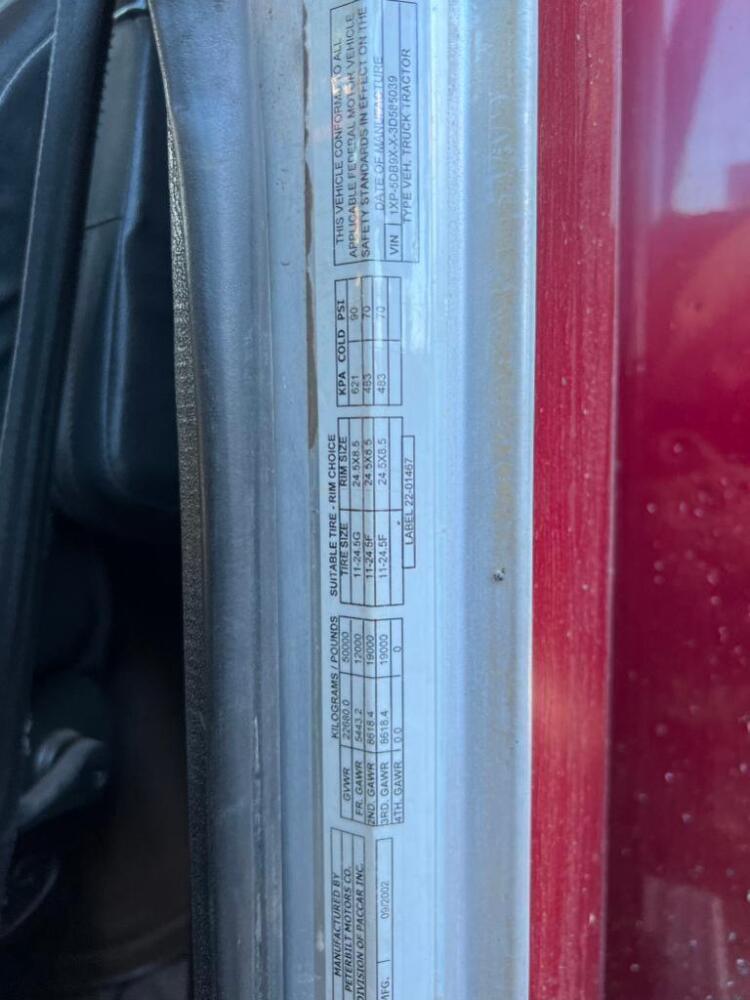 MANUFACTURED BY
PETERBILT MOTORS CO.
DIVISION OF PACCAR INC.
MFG. 09/2002
KILOGRAMS / POUNDS
GVWR 22680.0 50000
FR. GAWR 5443.2 12000
2ND. GAWR 8618.4 19000
3RD. GAWR 8618.4 19000
4TH. GAWR 0.0 0
SUITABLE TIRE - RIM CHOICE
TIRE SIZE RIM SIZE
11-24.5G 24.5X8.5
11-24.5F 24.5X8.5
11-24.5F 24.5X8.5
LABEL 22-01467
KPA COLD PSI
621 90
483 70
483 70
THIS VEHICLE CONFORMS TO ALL
APPLICABLE FEDERAL MOTOR VEHICLE
SAFETY STANDARDS IN EFFECT ON THE
DATE OF MANUFACTURE
VIN 1XP-5DB9X-X-3D585039
TYPE VEH. TRUCK TRACTOR